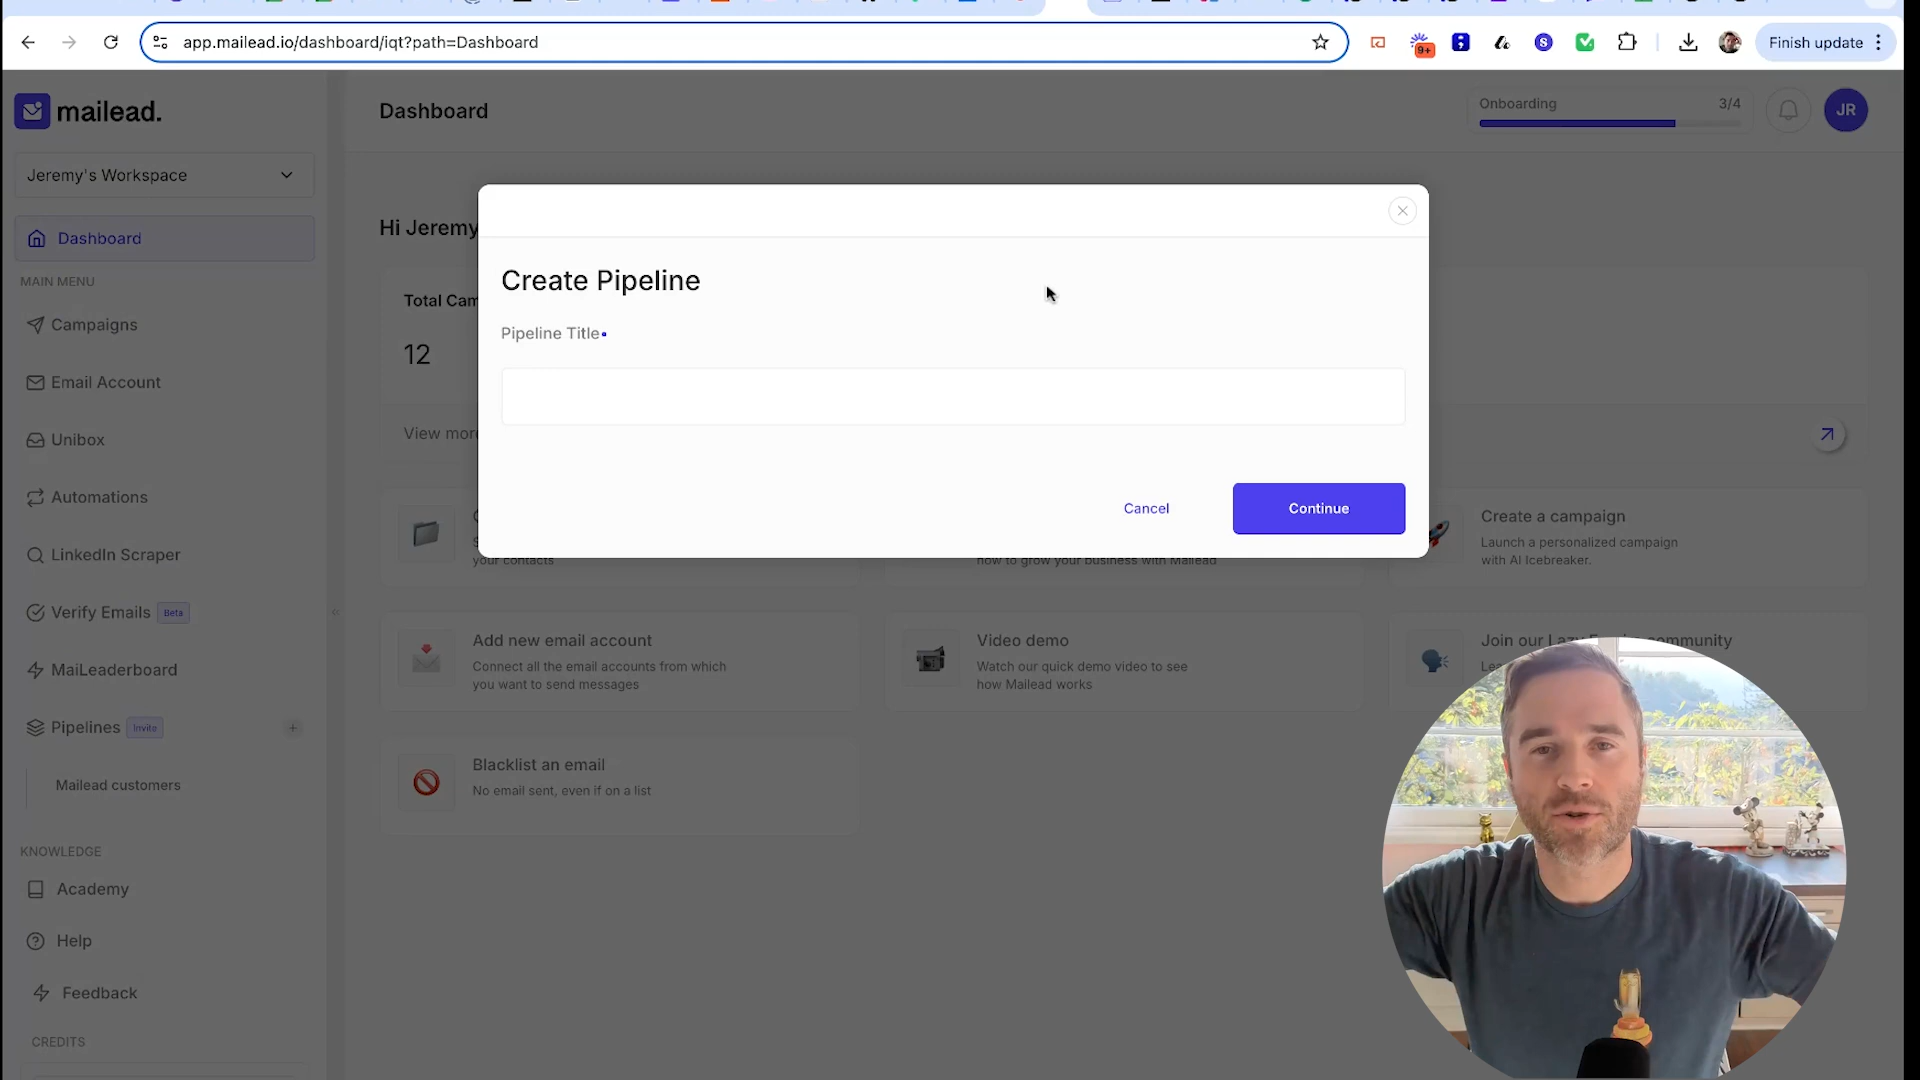 app.mailead.io/dashboard/iqt?path=Dashboard
9+
Finish update
mailead.
Dashboard
Onboarding
3/4
JR
Jeremy's Workspace
Dashboard
MAIN MENU
Campaigns
Email Account
Unibox
Automations
LinkedIn Scraper
Verify Emails Beta
MaiLeaderboard
Pipelines Invite
Mailead customers
KNOWLEDGE
Academy
Help
Feedback
CREDITS
Hi Jeremy
Total Cam
12
View more
Create Pipeline
Pipeline Title
Cancel
Continue
your contacts
how to grow your business with Mailead
Create a campaign
Launch a personalized campaign
with AI Icebreaker.
Add new email account
Connect all the email accounts from which
you want to send messages
Video demo
Watch our quick demo video to see
how Mailead works
Join our Lazy community
Blacklist an email
No email sent, even if on a list